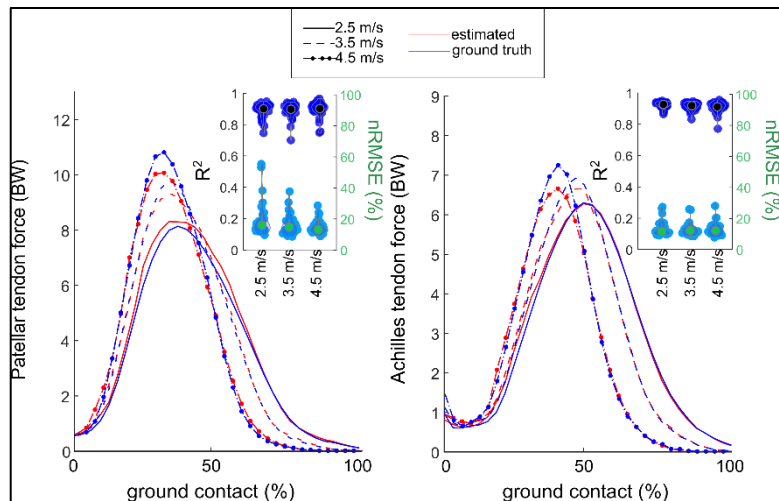 2.5 m/s
3.5 m/s
4.5 m/s
estimated
ground truth
Patellar tendon force (BW)
12
10
8
6
4
2
0
0
50
100
ground contact (%)
R²
1
0.8
0.6
0.4
0.2
0
nRMSE (%)
100
80
60
40
20
0
2.5 m/s
3.5 m/s
4.5 m/s
Achilles tendon force (BW)
9
8
7
6
5
4
3
2
1
0
0
50
100
ground contact (%)
R²
1
0.8
0.6
0.4
0.2
0
nRMSE (%)
100
80
60
40
20
0
2.5 m/s
3.5 m/s
4.5 m/s